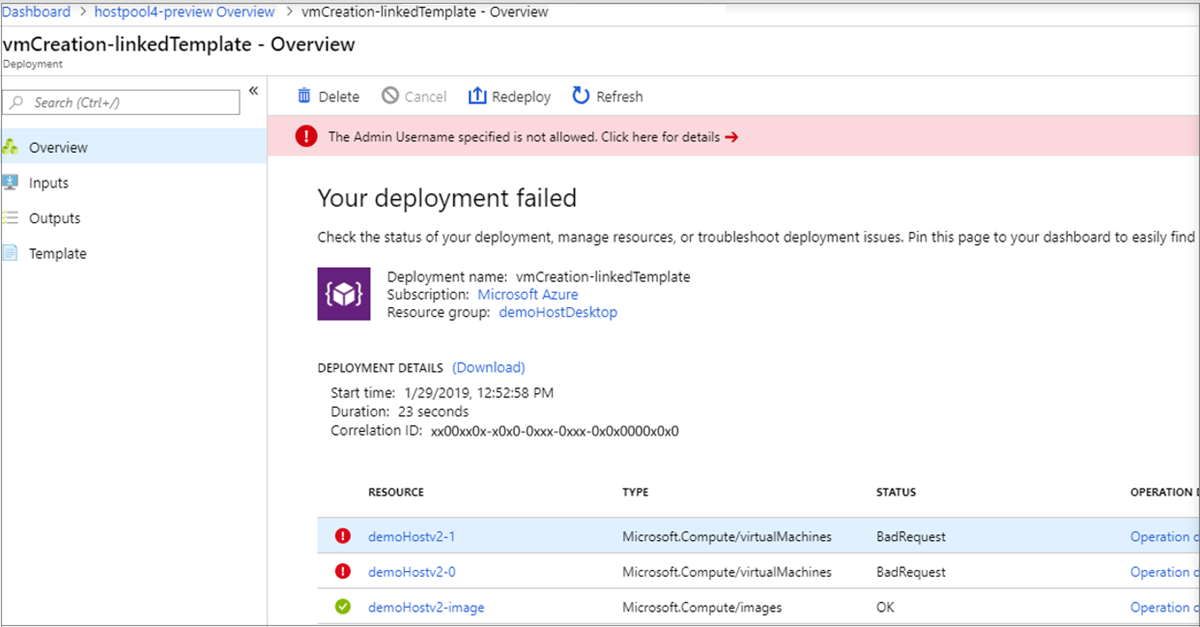 Dashboard > hostpool4-preview Overview > vmCreation-linkedTemplate - Overview
vmCreation-linkedTemplate - Overview
Deployment
Search (Ctrl+/)
«
Delete Cancel Redeploy Refresh
! The Admin Username specified is not allowed. Click here for details →
Overview
Inputs
Outputs
Template
Your deployment failed
Check the status of your deployment, manage resources, or troubleshoot deployment issues. Pin this page to your dashboard to easily find
Deployment name: vmCreation-linkedTemplate
Subscription: Microsoft Azure
Resource group: demoHostDesktop
DEPLOYMENT DETAILS (Download)
Start time: 1/29/2019, 12:52:58 PM
Duration: 23 seconds
Correlation ID: xx00xx0x-x0x0-0xxx-0xxx-0x0x0000x0x0
RESOURCE TYPE STATUS OPERATION
! demoHostv2-1 Microsoft.Compute/virtualMachines BadRequest Operation
! demoHostv2-0 Microsoft.Compute/virtualMachines BadRequest Operation
demoHostv2-image Microsoft.Compute/images OK Operation